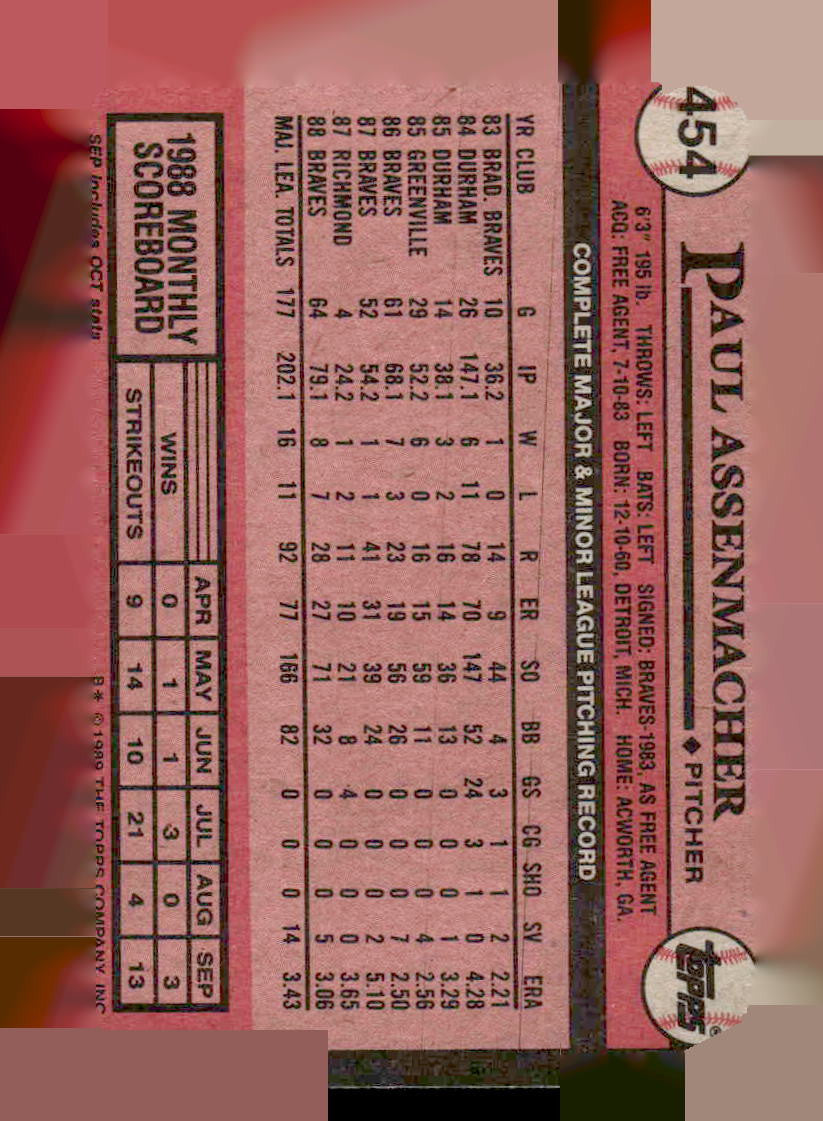 454
PAUL ASSENMACHER
♦ PITCHER
topps®
6'3" 195 lb. THROWS: LEFT BATS: LEFT SIGNED: BRAVES-1983, AS FREE AGENT
ACQ: FREE AGENT, 7-10-83 BORN: 12-10-60, DETROIT, MICH. HOME: ACWORTH, GA.
COMPLETE MAJOR & MINOR LEAGUE PITCHING RECORD
YR CLUB G IP W L R ER SO BB GS CG SHO SV ERA
83 BRAD. BRAVES 10 36.2 1 0 14 9 44 4 3 1 1 2 2.21
84 DURHAM 26 147.1 6 11 78 70 147 52 24 3 1 0 4.28
85 DURHAM 14 38.1 3 2 16 14 36 13 0 0 0 1 3.29
85 GREENVILLE 29 52.2 6 0 16 15 59 11 0 0 0 4 2.56
86 BRAVES 61 68.1 7 3 23 19 56 26 0 0 0 7 2.50
87 BRAVES 52 54.2 1 1 41 31 39 24 0 0 0 2 5.10
87 RICHMOND 4 24.2 1 2 11 10 21 8 4 0 0 0 3.65
88 BRAVES 64 79.1 8 7 28 27 71 32 0 0 0 5 3.06
MAJ. LEA. TOTALS 177 202.1 16 11 92 77 166 82 0 0 0 14 3.43
1988 MONTHLY
SCOREBOARD
APR MAY JUN JUL AUG SEP
WINS 0 1 1 3 0 3
STRIKEOUTS 9 14 10 21 4 13
SEP includes OCT stats
B* ©1989 THE TOPPS COMPANY, INC